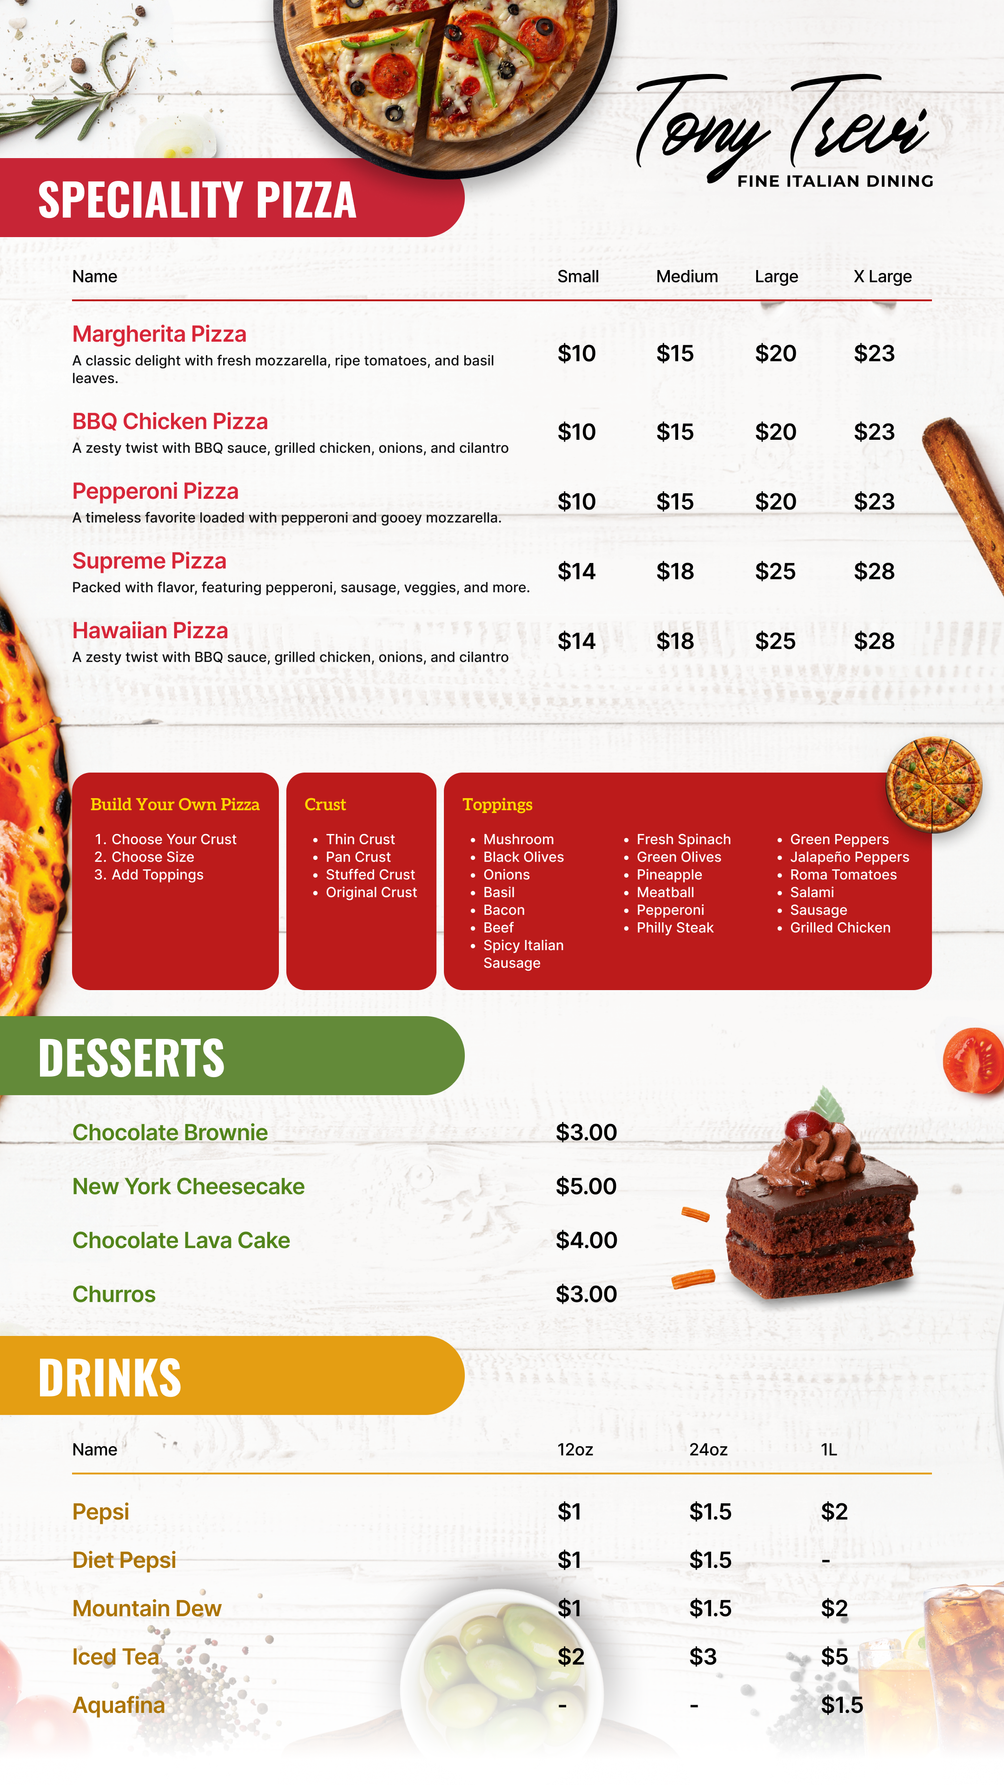 Tony Trevi
FINE ITALIAN DINING
SPECIALITY PIZZA
Name Small Medium Large X Large
Margherita Pizza
A classic delight with fresh mozzarella, ripe tomatoes, and basil
leaves.
$10 $15 $20 $23
BBQ Chicken Pizza
A zesty twist with BBQ sauce, grilled chicken, onions, and cilantro
$10 $15 $20 $23
Pepperoni Pizza
A timeless favorite loaded with pepperoni and gooey mozzarella.
$10 $15 $20 $23
Supreme Pizza
Packed with flavor, featuring pepperoni, sausage, veggies, and more.
$14 $18 $25 $28
Hawaiian Pizza
A zesty twist with BBQ sauce, grilled chicken, onions, and cilantro
$14 $18 $25 $28
Build Your Own Pizza
1. Choose Your Crust
2. Choose Size
3. Add Toppings
Crust
• Thin Crust
• Pan Crust
• Stuffed Crust
• Original Crust
Toppings
• Mushroom
• Black Olives
• Onions
• Basil
• Bacon
• Beef
• Spicy Italian
Sausage
• Fresh Spinach
• Green Olives
• Pineapple
• Meatball
• Pepperoni
• Philly Steak
• Green Peppers
• Jalapeño Peppers
• Roma Tomatoes
• Salami
• Sausage
• Grilled Chicken
DESSERTS
Chocolate Brownie $3.00
New York Cheesecake $5.00
Chocolate Lava Cake $4.00
Churros $3.00
DRINKS
Name 12oz 24oz 1L
Pepsi $1 $1.5 $2
Diet Pepsi $1 $1.5 -
Mountain Dew $1 $1.5 $2
Iced Tea $2 $3 $5
Aquafina - - $1.5